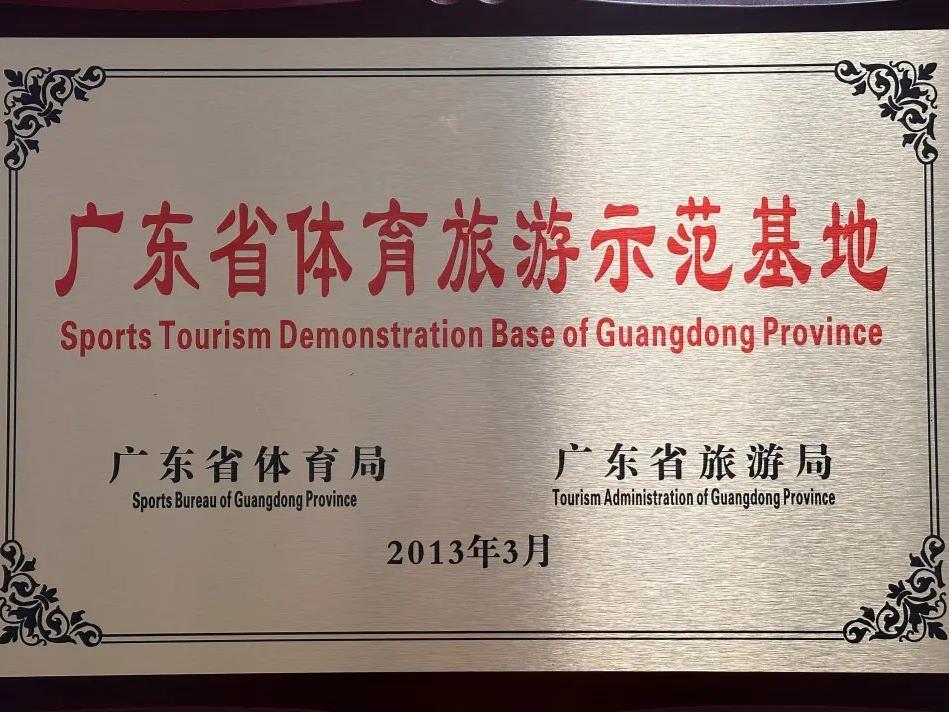 广东省体育旅游示范基地
Sports Tourism Demonstration Base of Guangdong Province
广东省体育局 广东省旅游局
Sports Bureau of Guangdong Province Tourism Administration of Guangdong Province
2013年3月